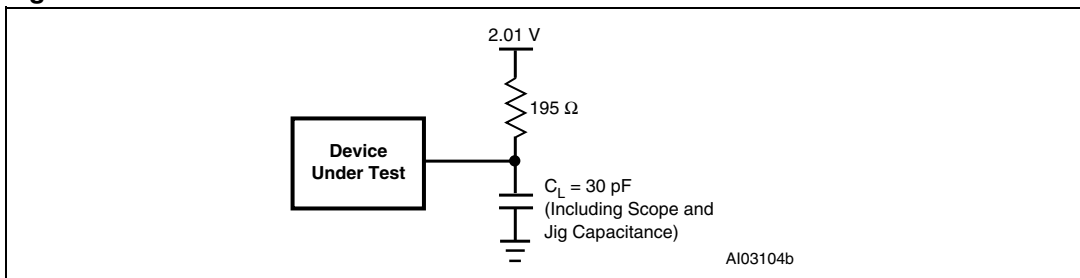 2.01 V
195 Ω
Device
Under Test
C_L = 30 pF
(Including Scope and
Jig Capacitance)
AI03104b